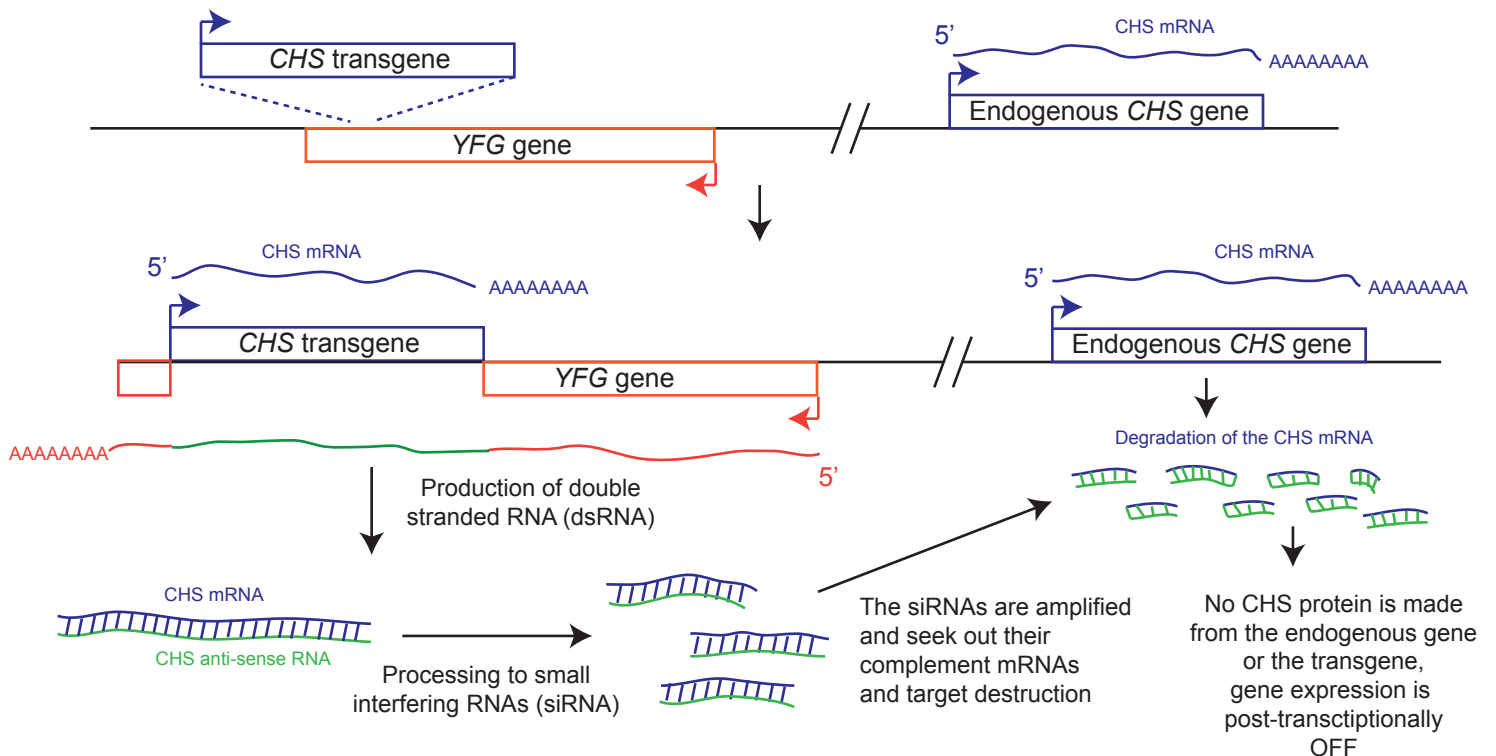 CHS transgene
5’
CHS mRNA
AAAAAAAA
Endogenous CHS gene
YFG gene
5’
CHS mRNA
AAAAAAAA
CHS transgene
YFG gene
5’
CHS mRNA
AAAAAAAA
Endogenous CHS gene
AAAAAAAA
5’
Production of double
stranded RNA (dsRNA)
Degradation of the CHS mRNA
CHS mRNA
CHS anti-sense RNA
Processing to small
interfering RNAs (siRNA)
The siRNAs are amplified
and seek out their
complement mRNAs
and target destruction
No CHS protein is made
from the endogenous gene
or the transgene,
gene expression is
post-transctiptionally
OFF